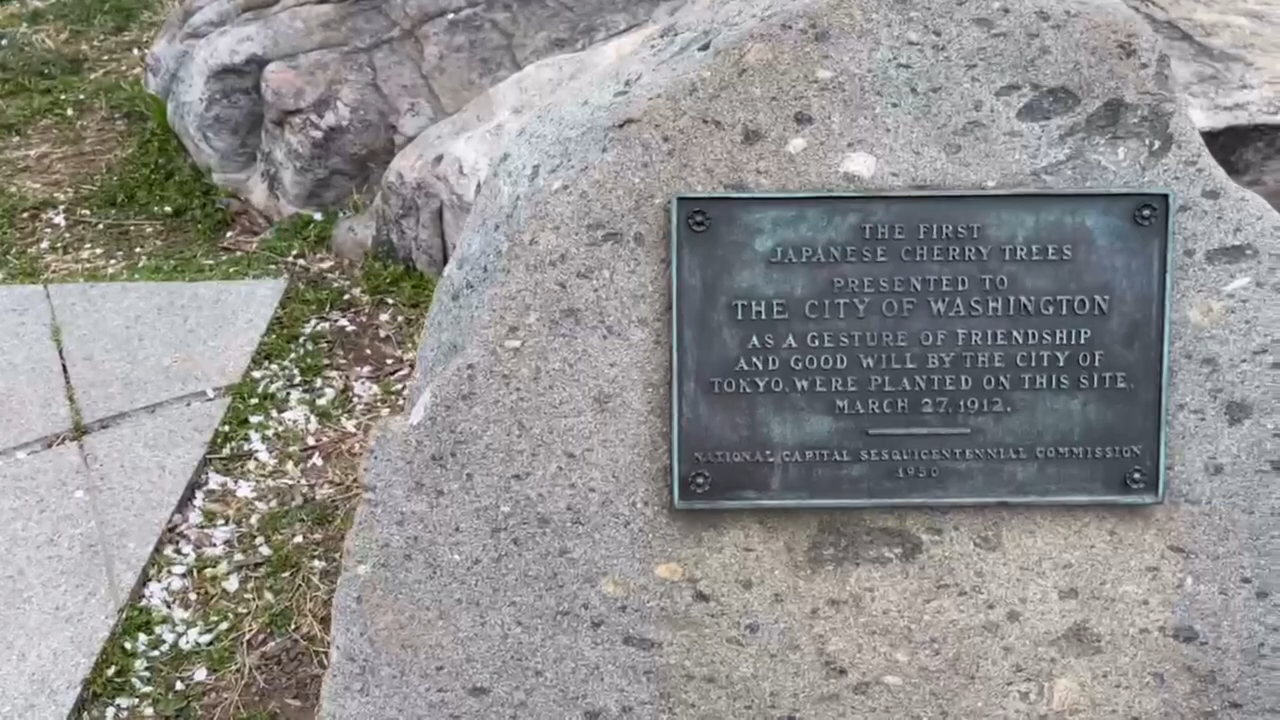 THE FIRST
JAPANESE CHERRY TREES
PRESENTED TO
THE CITY OF WASHINGTON
AS A GESTURE OF FRIENDSHIP
AND GOOD WILL BY THE CITY OF
TOKYO, WERE PLANTED ON THIS SITE,
MARCH 27, 1912.
NATIONAL CAPITAL SESQUICENTENNIAL COMMISSION
1950